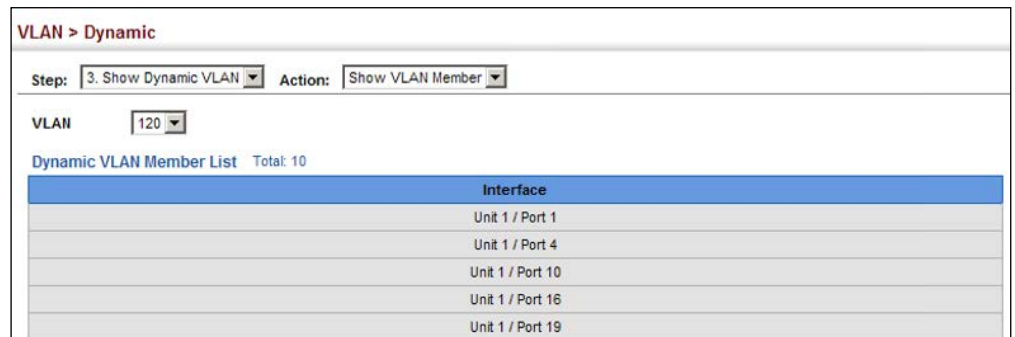 VLAN > Dynamic
Step: 3. Show Dynamic VLAN Action: Show VLAN Member
VLAN 120
Dynamic VLAN Member List Total: 10
Interface
Unit 1 / Port 1
Unit 1 / Port 4
Unit 1 / Port 10
Unit 1 / Port 16
Unit 1 / Port 19